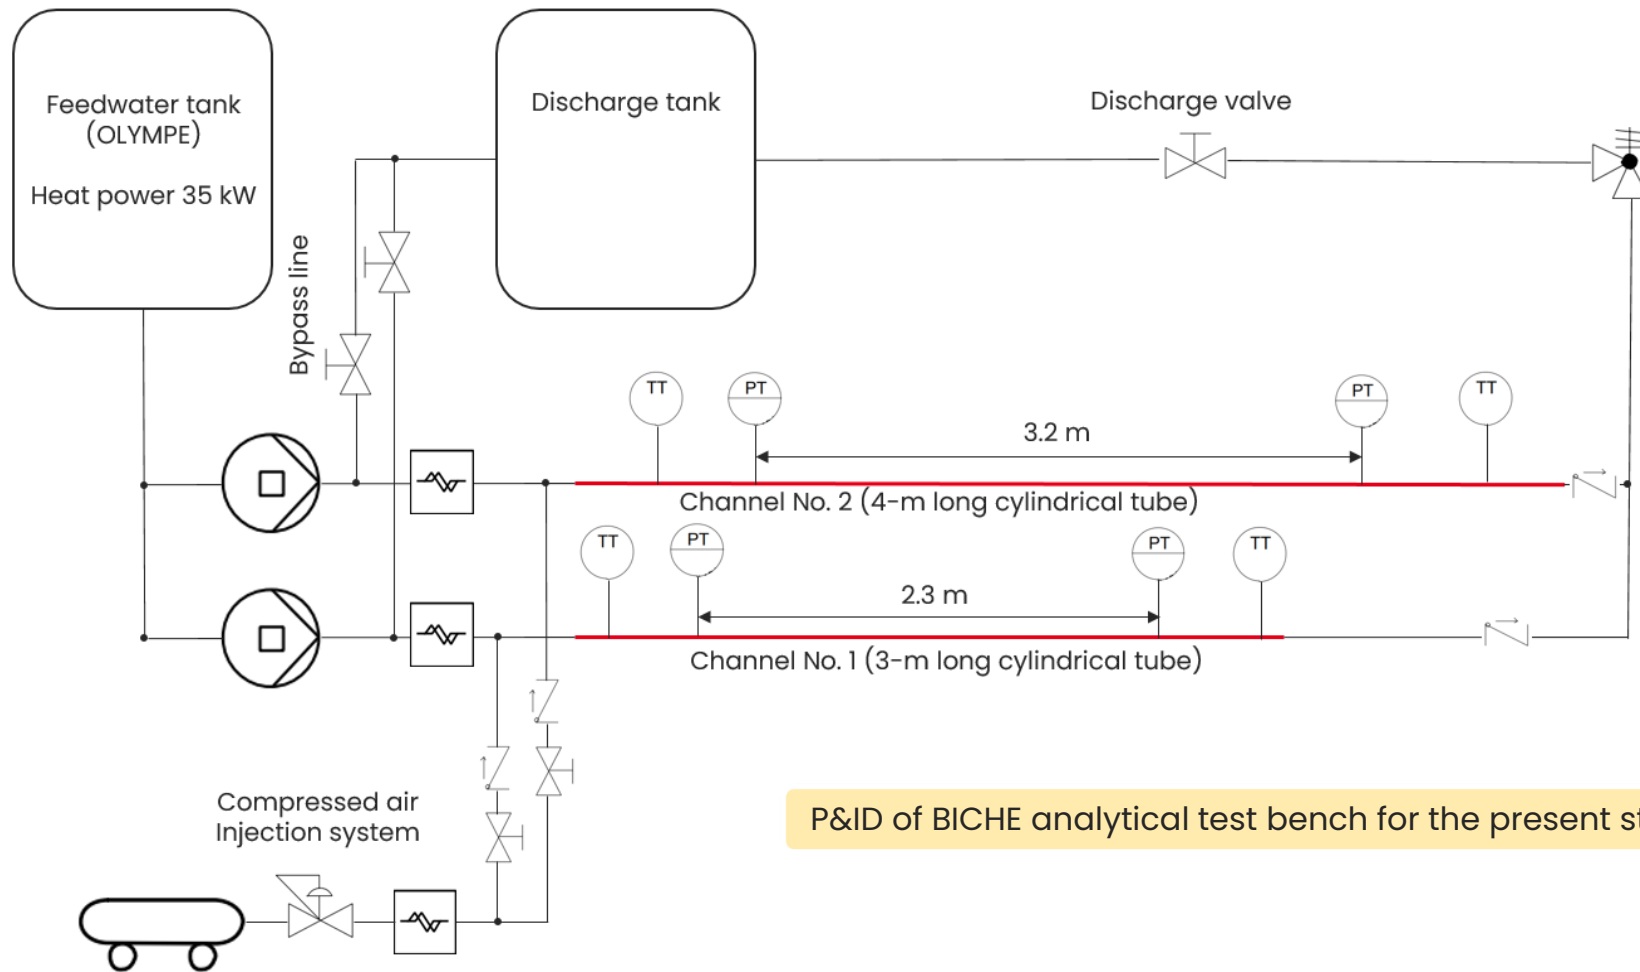 Feedwater tank
(OLYMPE)
Heat power 35 kW
Discharge tank
Discharge valve
Bypass line
TT
PT
PT
TT
3.2 m
Channel No. 2 (4-m long cylindrical tube)
TT
PT
PT
TT
2.3 m
Channel No. 1 (3-m long cylindrical tube)
Compressed air
Injection system
P&ID of BICHE analytical test bench for the present